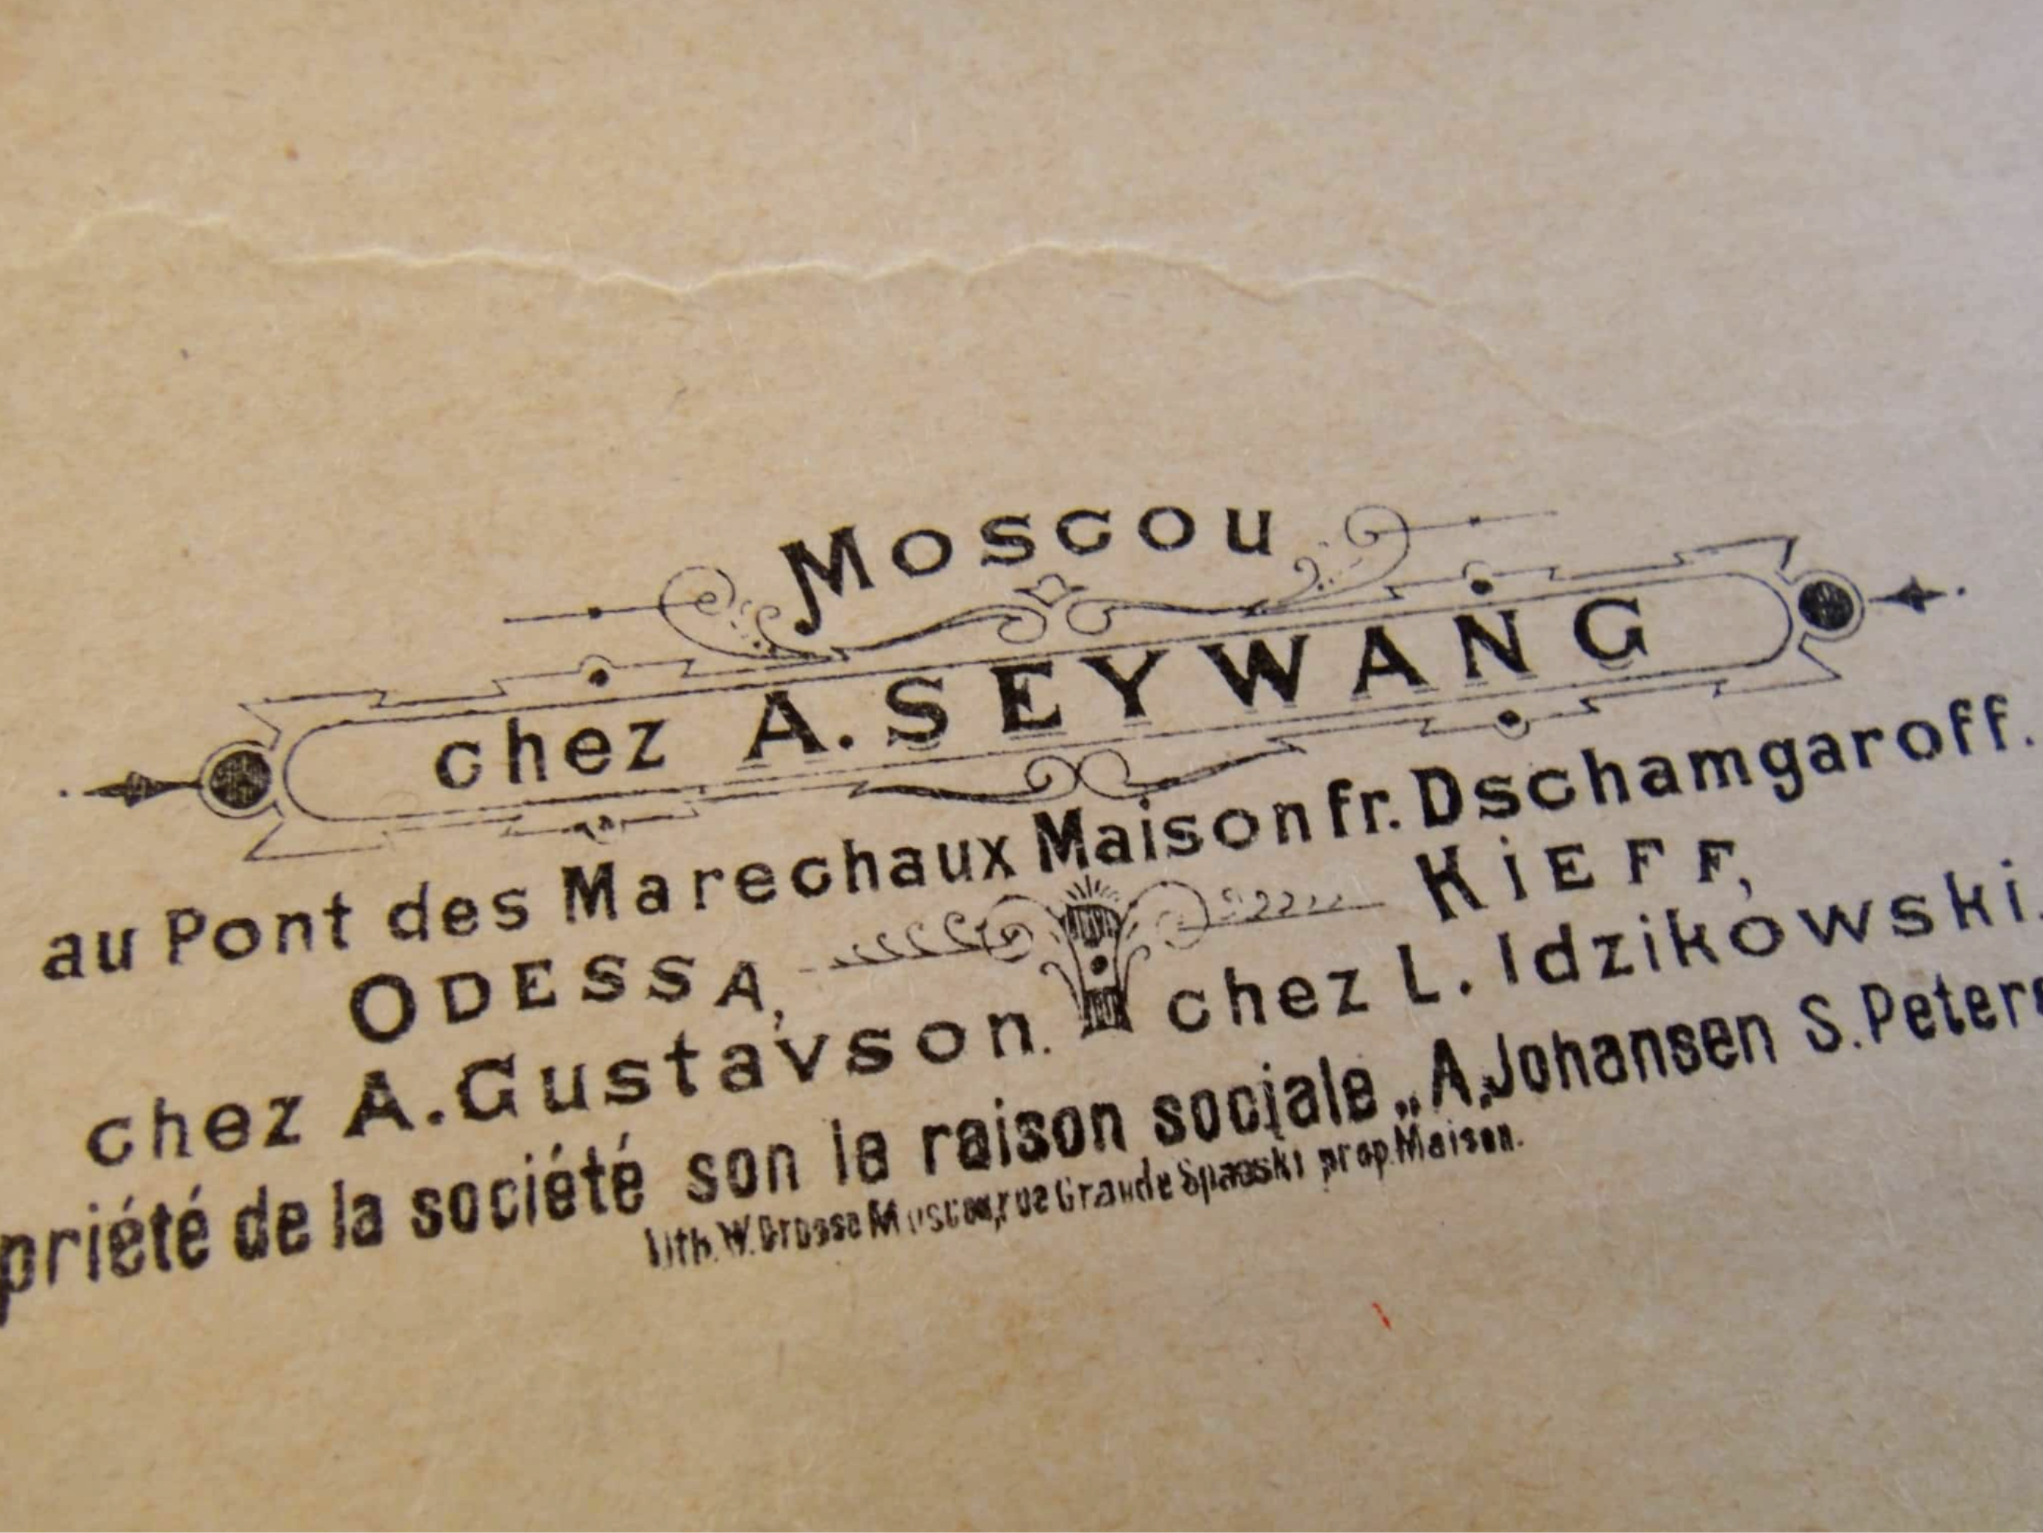 Moscou
chez A. SEYWANG
au Pont des Marechaux Maison fr. Dschamgaroff.
ODESSA, KIEFF,
chez A. Gustavson. chez L. Idzikowski.
priété de la société son la raison sociale „A. Johansen S. Peters
Lith. W. Grosse Moscou, rue Grande Spasski prop. Maison.